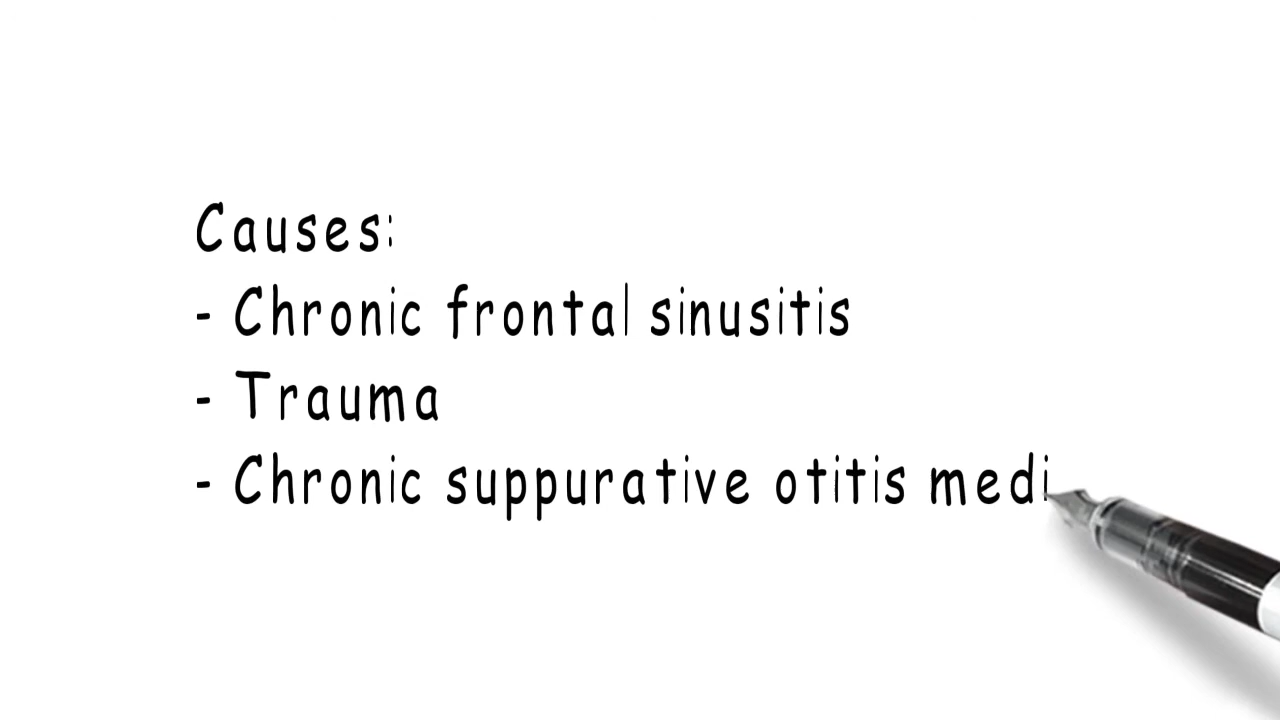 Causes:
- Chronic frontal sinusitis
- Trauma
- Chronic suppurative otitis medi